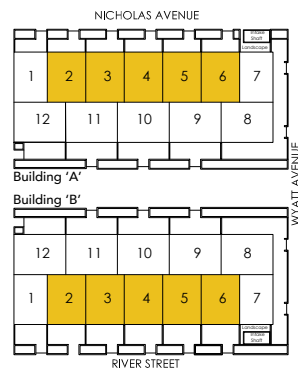 NICHOLAS AVENUE
Intake
Shaft
Landscape
1 2 3 4 5 6 7
12 11 10 9 8
Building 'A'
WYATT AVENUE
Building 'B'
12 11 10 9 8
1 2 3 4 5 6 7
Landscape
Intake
Shaft
RIVER STREET